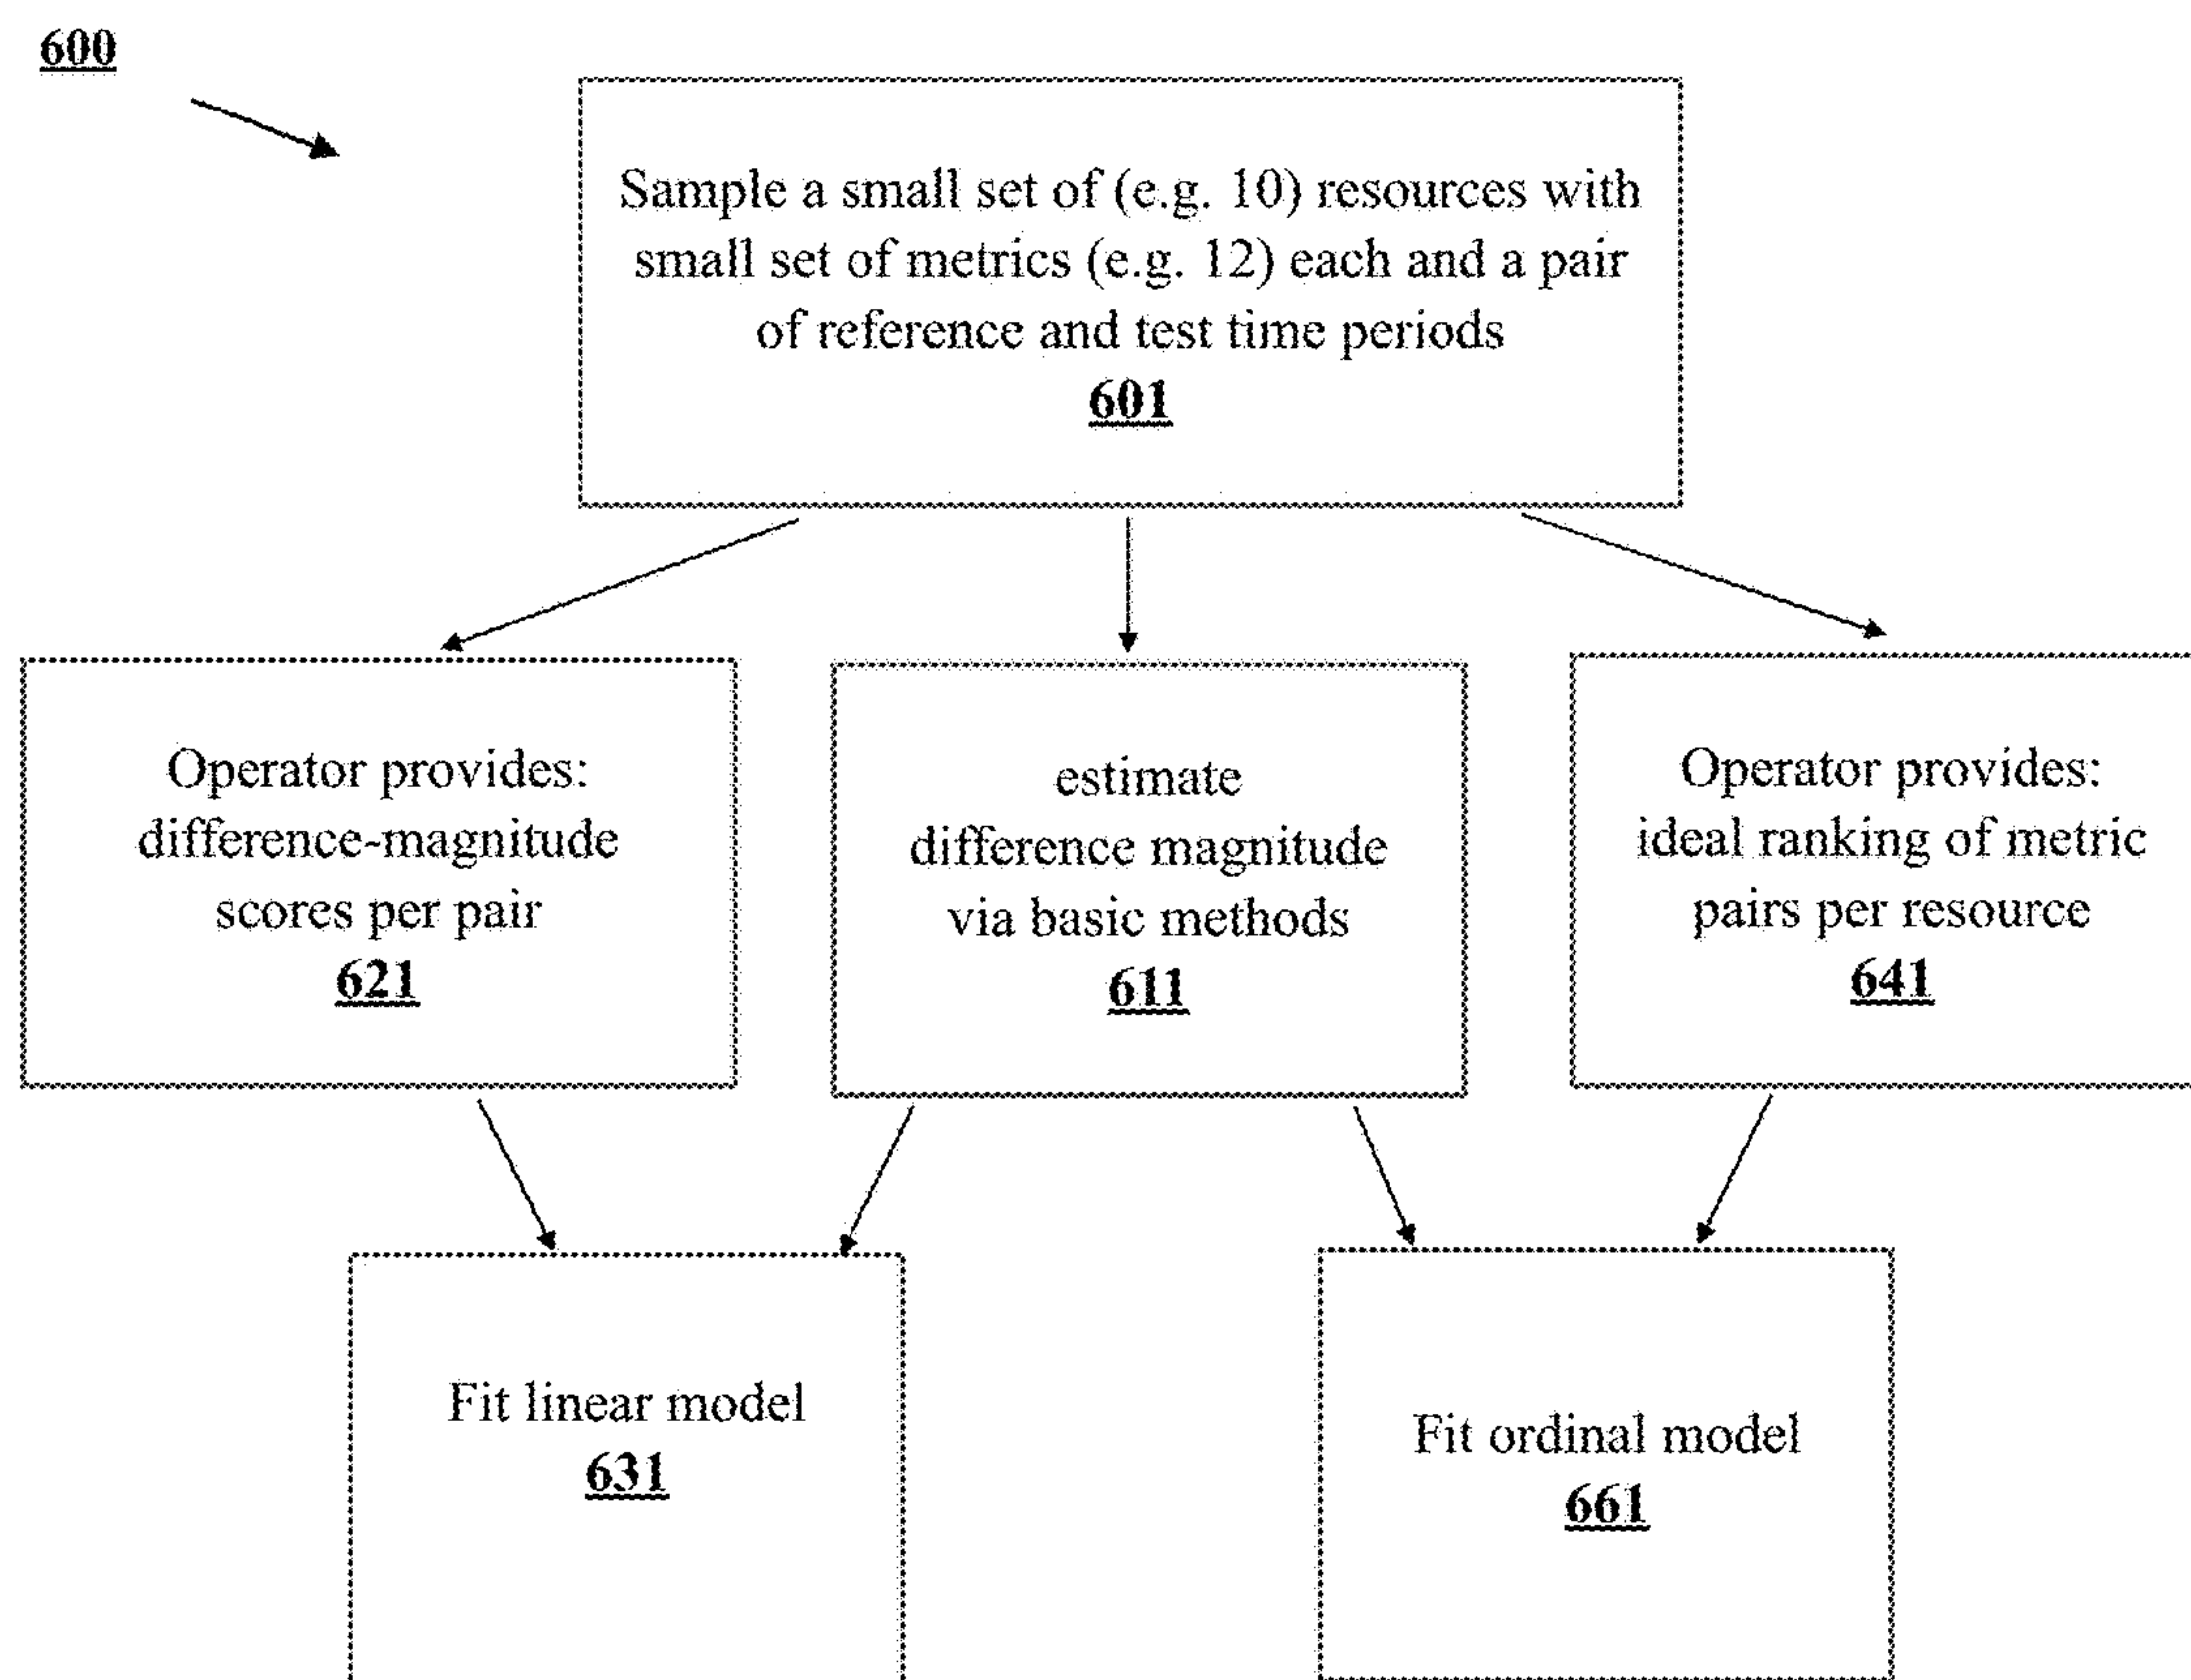 600
Sample a small set of (e.g. 10) resources with
small set of metrics (e.g. 12) each and a pair
of reference and test time periods
601
Operator provides:
difference-magnitude
scores per pair
621
estimate
difference magnitude
via basic methods
611
Operator provides:
ideal ranking of metric
pairs per resource
641
Fit linear model
631
Fit ordinal model
661